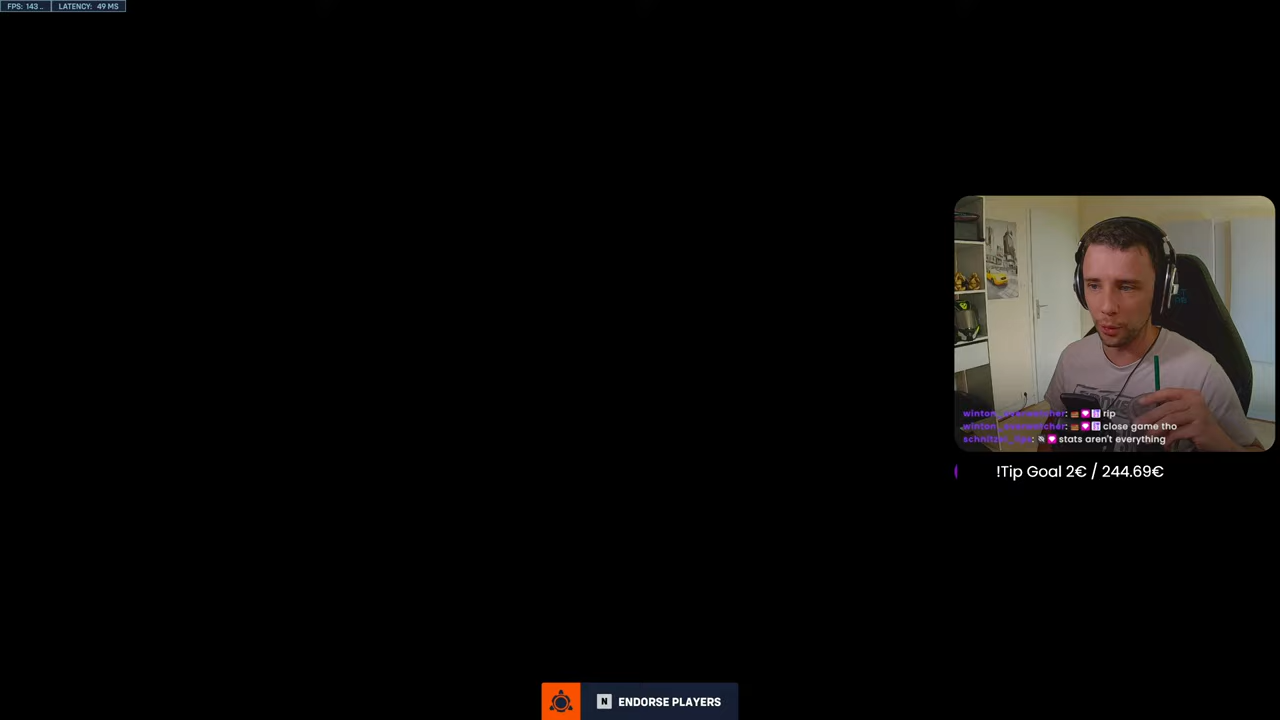 FPS: 143 .. LATENCY: 49 MS
: rip
: close game tho
: stats aren't everything
!Tip Goal 2€ / 244.69€
N ENDORSE PLAYERS